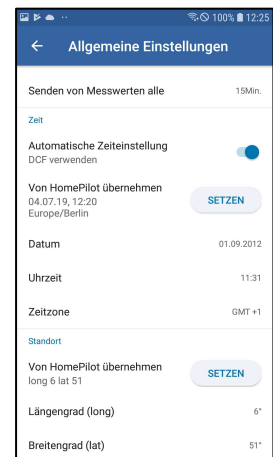 100% 12:25
Allgemeine Einstellungen
Senden von Messwerten alle 15Min.
Zeit
Automatische Zeiteinstellung
DCF verwenden
Von HomePilot übernehmen
04.07.19, 12:20
Europe/Berlin
SETZEN
Datum 01.09.2012
Uhrzeit 11:31
Zeitzone GMT +1
Standort
Von HomePilot übernehmen
long 6 lat 51
SETZEN
Längengrad (long) 6°
Breitengrad (lat) 51°